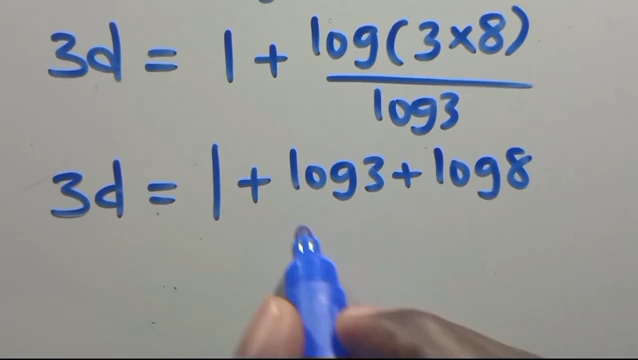 3d = 1 + log(3×8)
log3
3d = 1 + log3 + log8